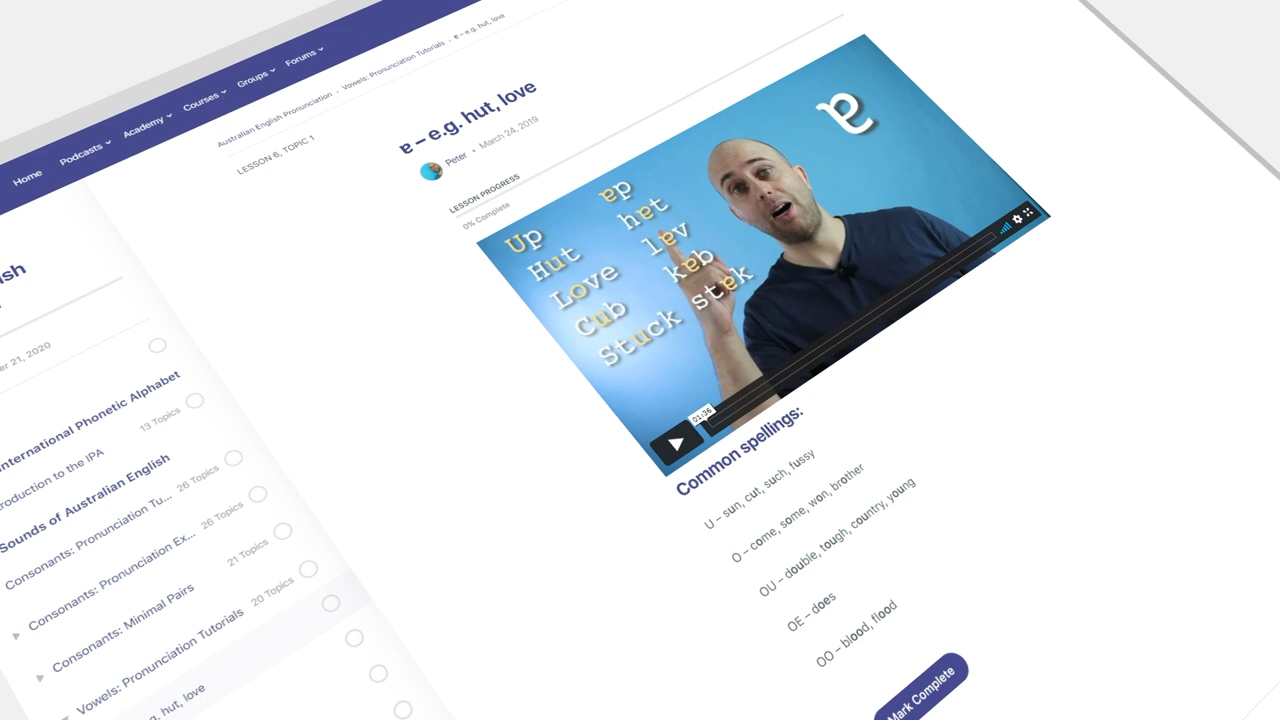 Home Podcasts Academy Courses Groups Forums
Australian English Pronunciation › Vowels: Pronunciation Tutorials › ɐ – e.g. hut, love
LESSON 6, TOPIC 1
ɐ – e.g. hut, love
Peter • March 24, 2019
LESSON PROGRESS
0% Complete
ɐ
Up ɐp
Hut hɐt
Love lɐv
Cub kɐb
Stuck stɐk
01:36
Common spellings:
U – sun, cut, such, fussy
O – come, some, won, brother
OU – double, tough, country, young
OE – does
OO – blood, flood
Mark Complete
21, 2020
International Phonetic Alphabet
to the IPA 13 Topics
Sounds of Australian English
Consonants: Pronunciation Tu... 26 Topics
Consonants: Pronunciation Ex... 26 Topics
Consonants: Minimal Pairs 21 Topics
Vowels: Pronunciation Tutorials 20 Topics
hut, love